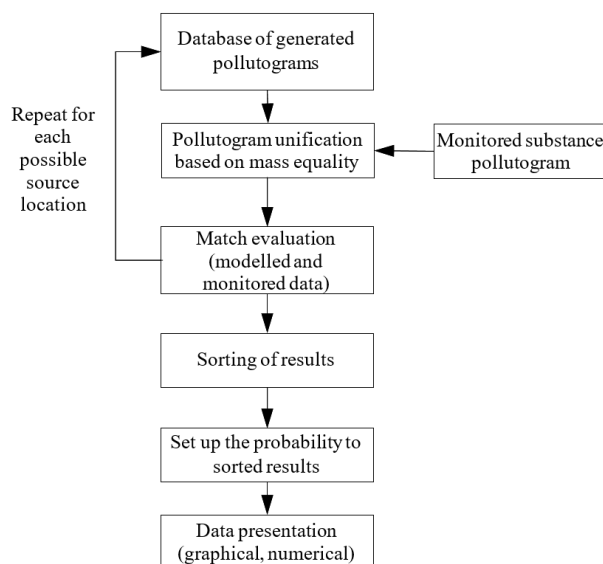 Database of generated
pollutograms
Repeat for
each
possible
source
location
Pollutogram unification
based on mass equality
Monitored substance
pollutogram
Match evaluation
(modelled and
monitored data)
Sorting of results
Set up the probability to
sorted results
Data presentation
(graphical, numerical)